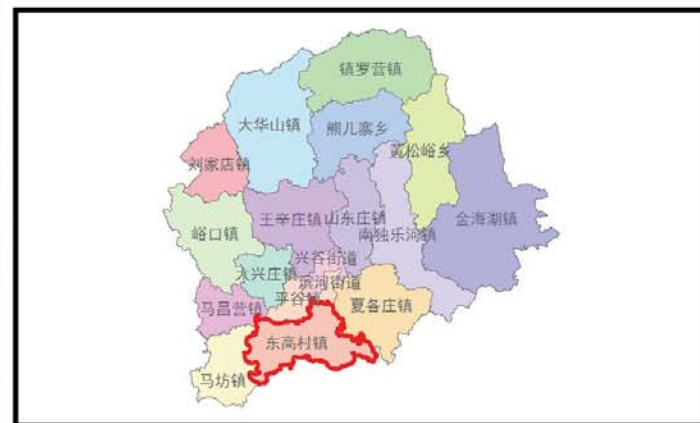 镇罗营镇
大华山镇
熊儿寨乡
黄松峪乡
刘家店镇
王辛庄镇
山东庄镇
金海湖镇
峪口镇
南独乐河镇
兴谷街道
大兴庄镇
滨河街道
平谷镇
马昌营镇
夏各庄镇
东高村镇
马坊镇